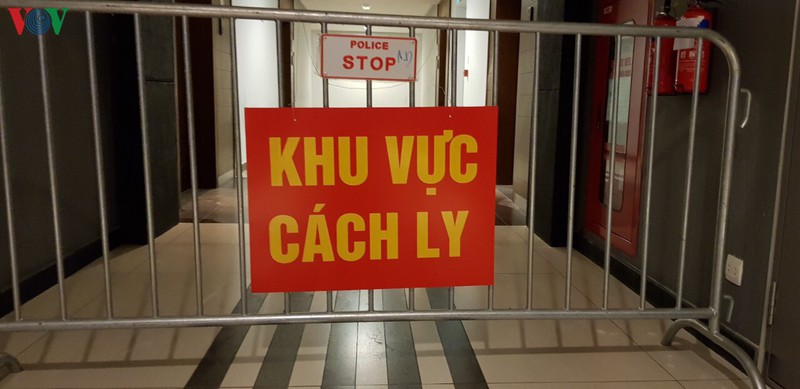 VOV
POLICE
STOP
KHU VỰC
CÁCH LY